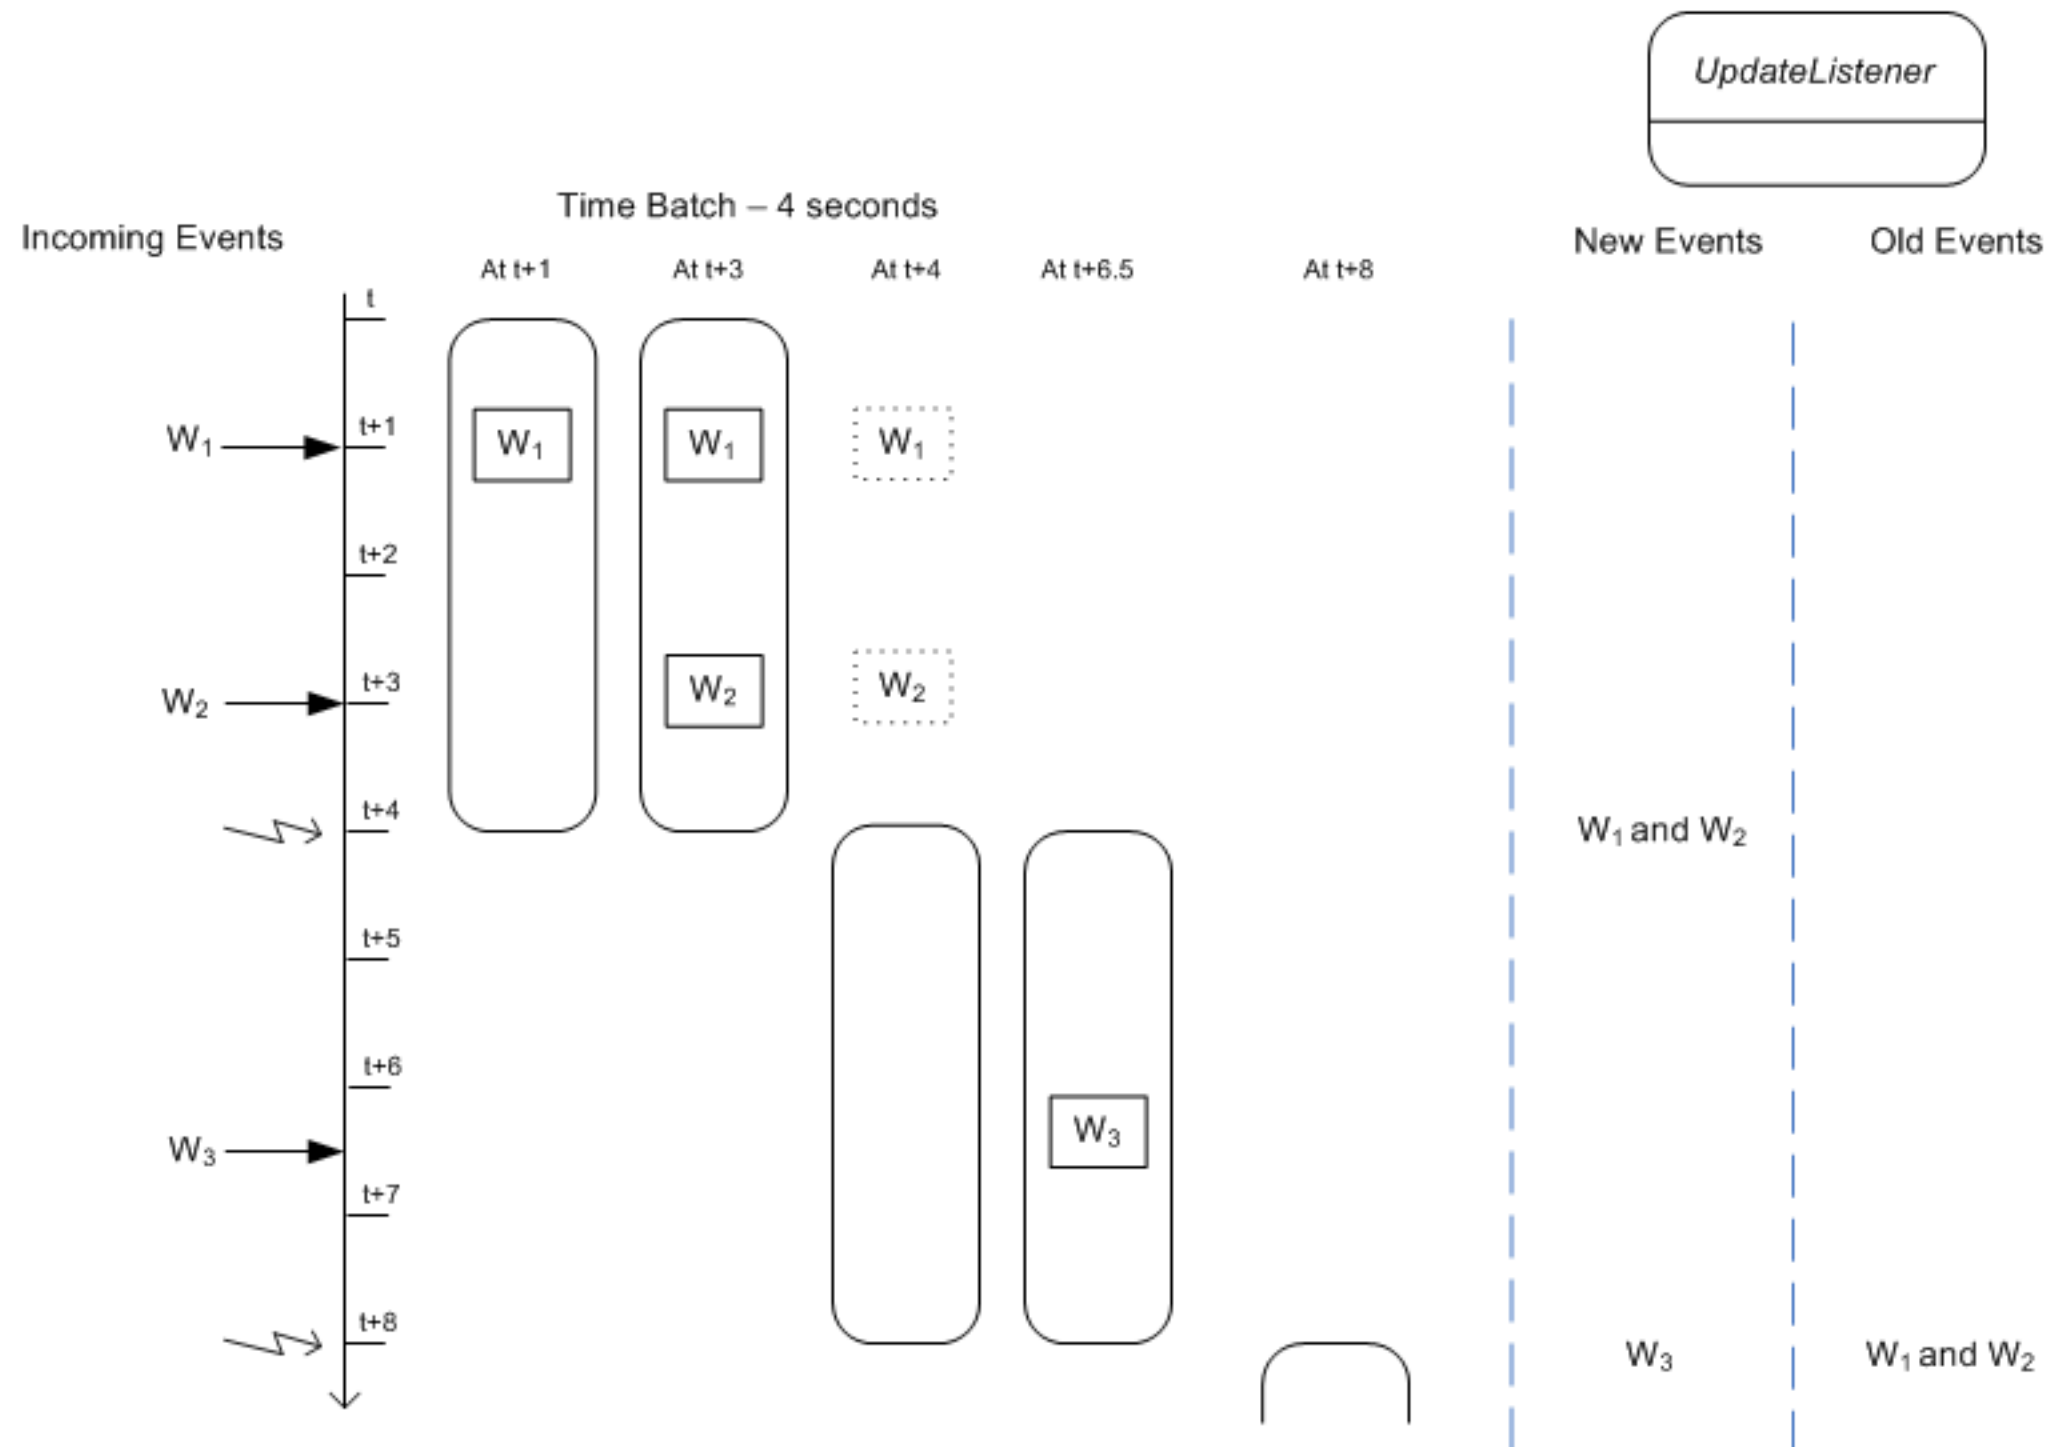 UpdateListener
Time Batch – 4 seconds
Incoming Events
New Events
Old Events
At t+1
At t+3
At t+4
At t+6.5
At t+8
t
W₁
t+1
W₁
W₁
W₁
t+2
W₂
t+3
W₂
W₂
t+4
W₁ and W₂
t+5
t+6
W₃
W₃
t+7
t+8
W₃
W₁ and W₂